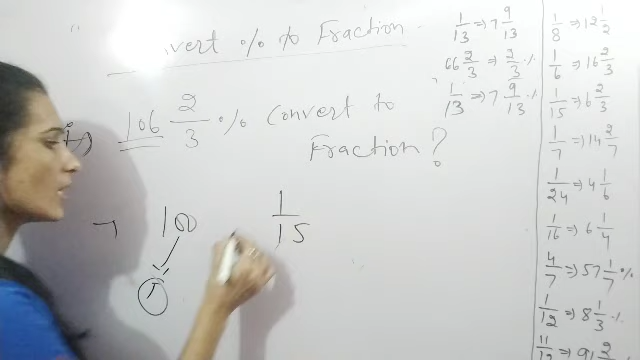 vert % to Fraction
i) 106 2/3 % Convert to
Fraction ?
→ 100
1
1/15
1/13 ⇒ 7 9/13
66 2/3 ⇒ 2/3 %
1/13 ⇒ 7 9/13 %
1/8 ⇒ 12 1/2
1/6 ⇒ 16 2/3
1/15 ⇒ 6 2/3
1/7 ⇒ 14 2/7
1/24 ⇒ 4 1/6
1/16 ⇒ 6 1/4
4/7 ⇒ 57 1/7 %
1/12 ⇒ 8 1/3 %
11/12 ⇒ 91 2